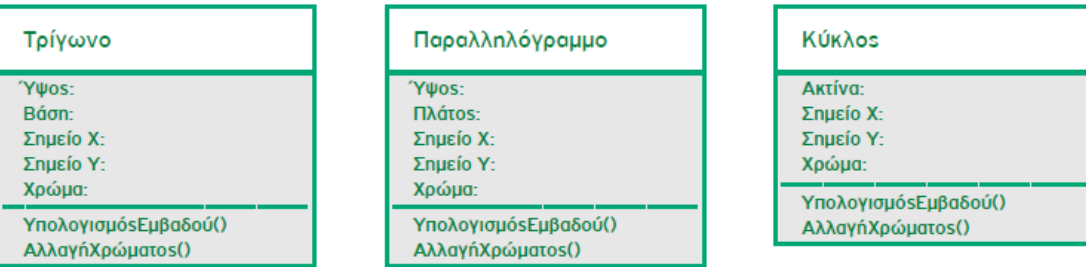 Τρίγωνο
Ύψος:
Βάση:
Σημείο Χ:
Σημείο Υ:
Χρώμα:
ΥπολογισμόςΕμβαδού()
ΑλλαγήΧρώματος()
Παραλληλόγραμμο
Ύψος:
Πλάτος:
Σημείο Χ:
Σημείο Υ:
Χρώμα:
ΥπολογισμόςΕμβαδού()
ΑλλαγήΧρώματος()
Κύκλος
Ακτίνα:
Σημείο Χ:
Σημείο Υ:
Χρώμα:
ΥπολογισμόςΕμβαδού()
ΑλλαγήΧρώματος()